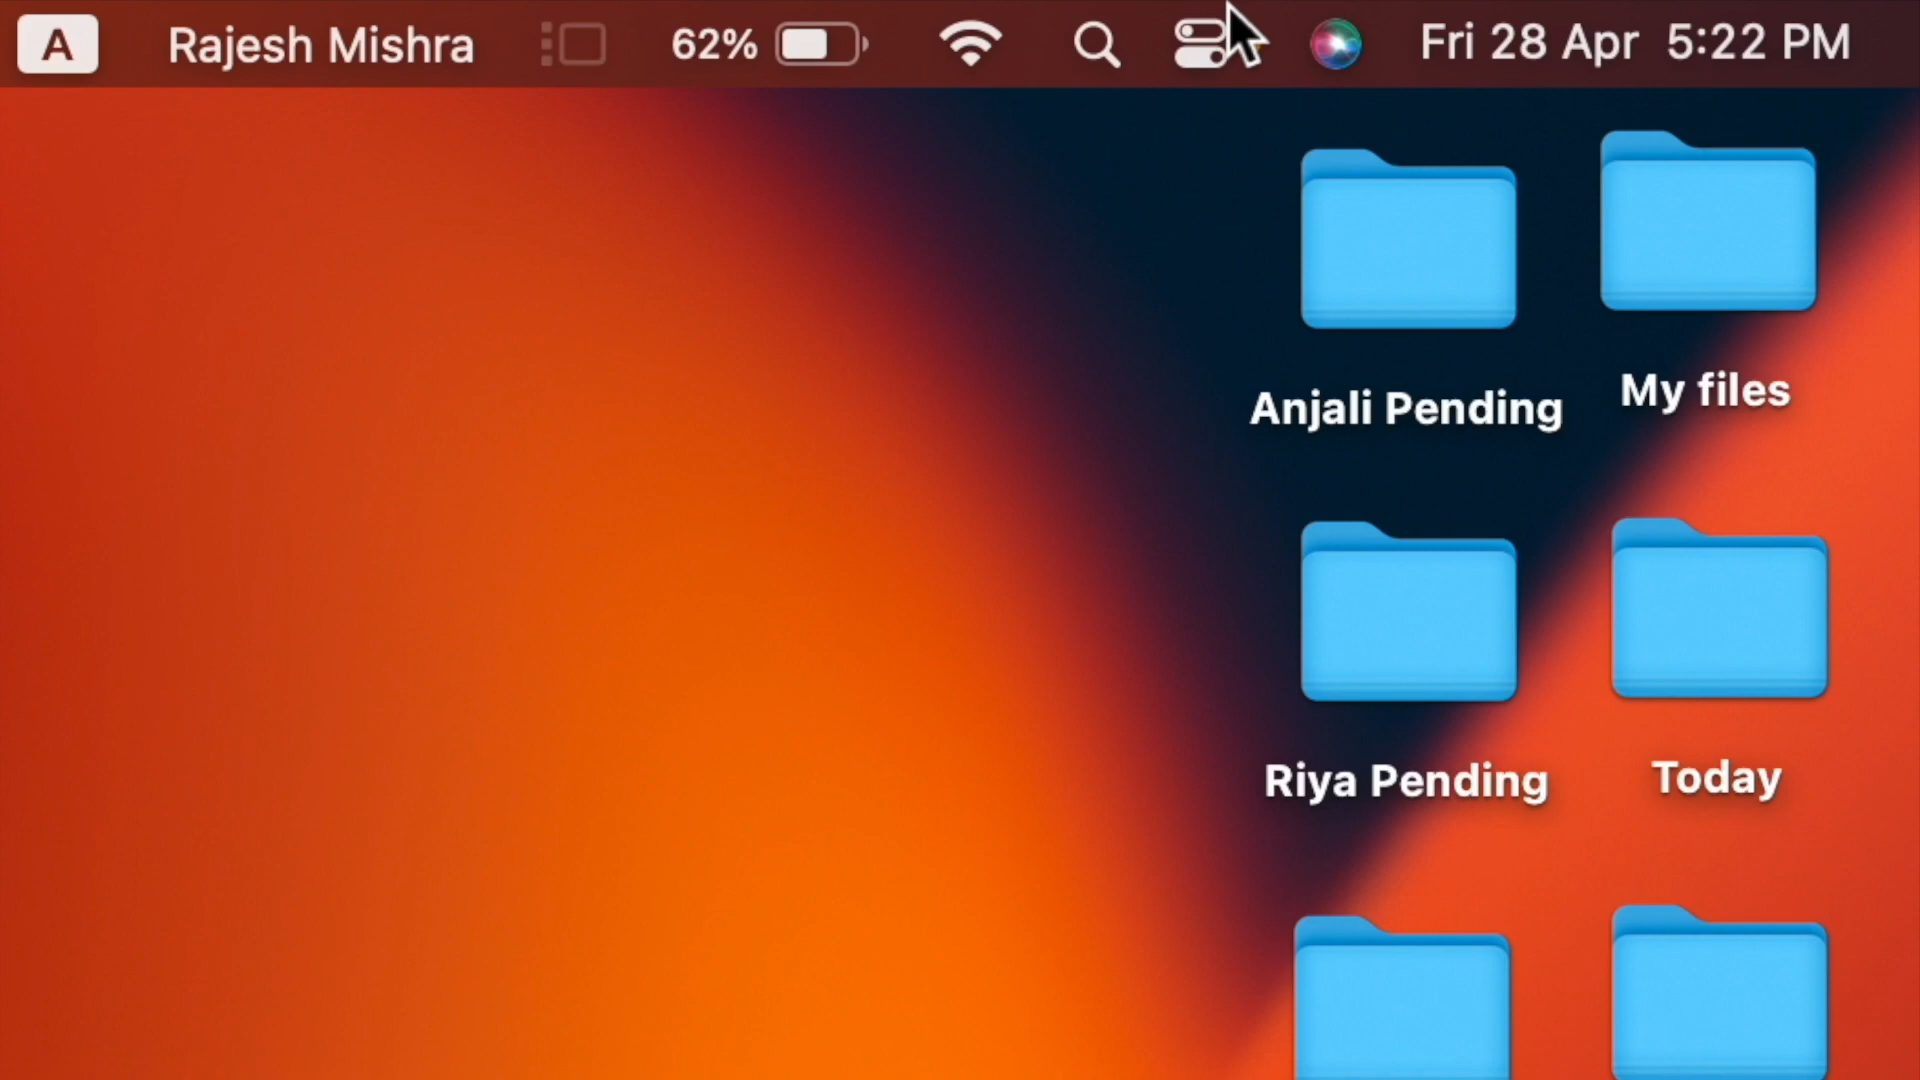 A Rajesh Mishra 62% Fri 28 Apr 5:22 PM
Anjali Pending
My files
Riya Pending
Today